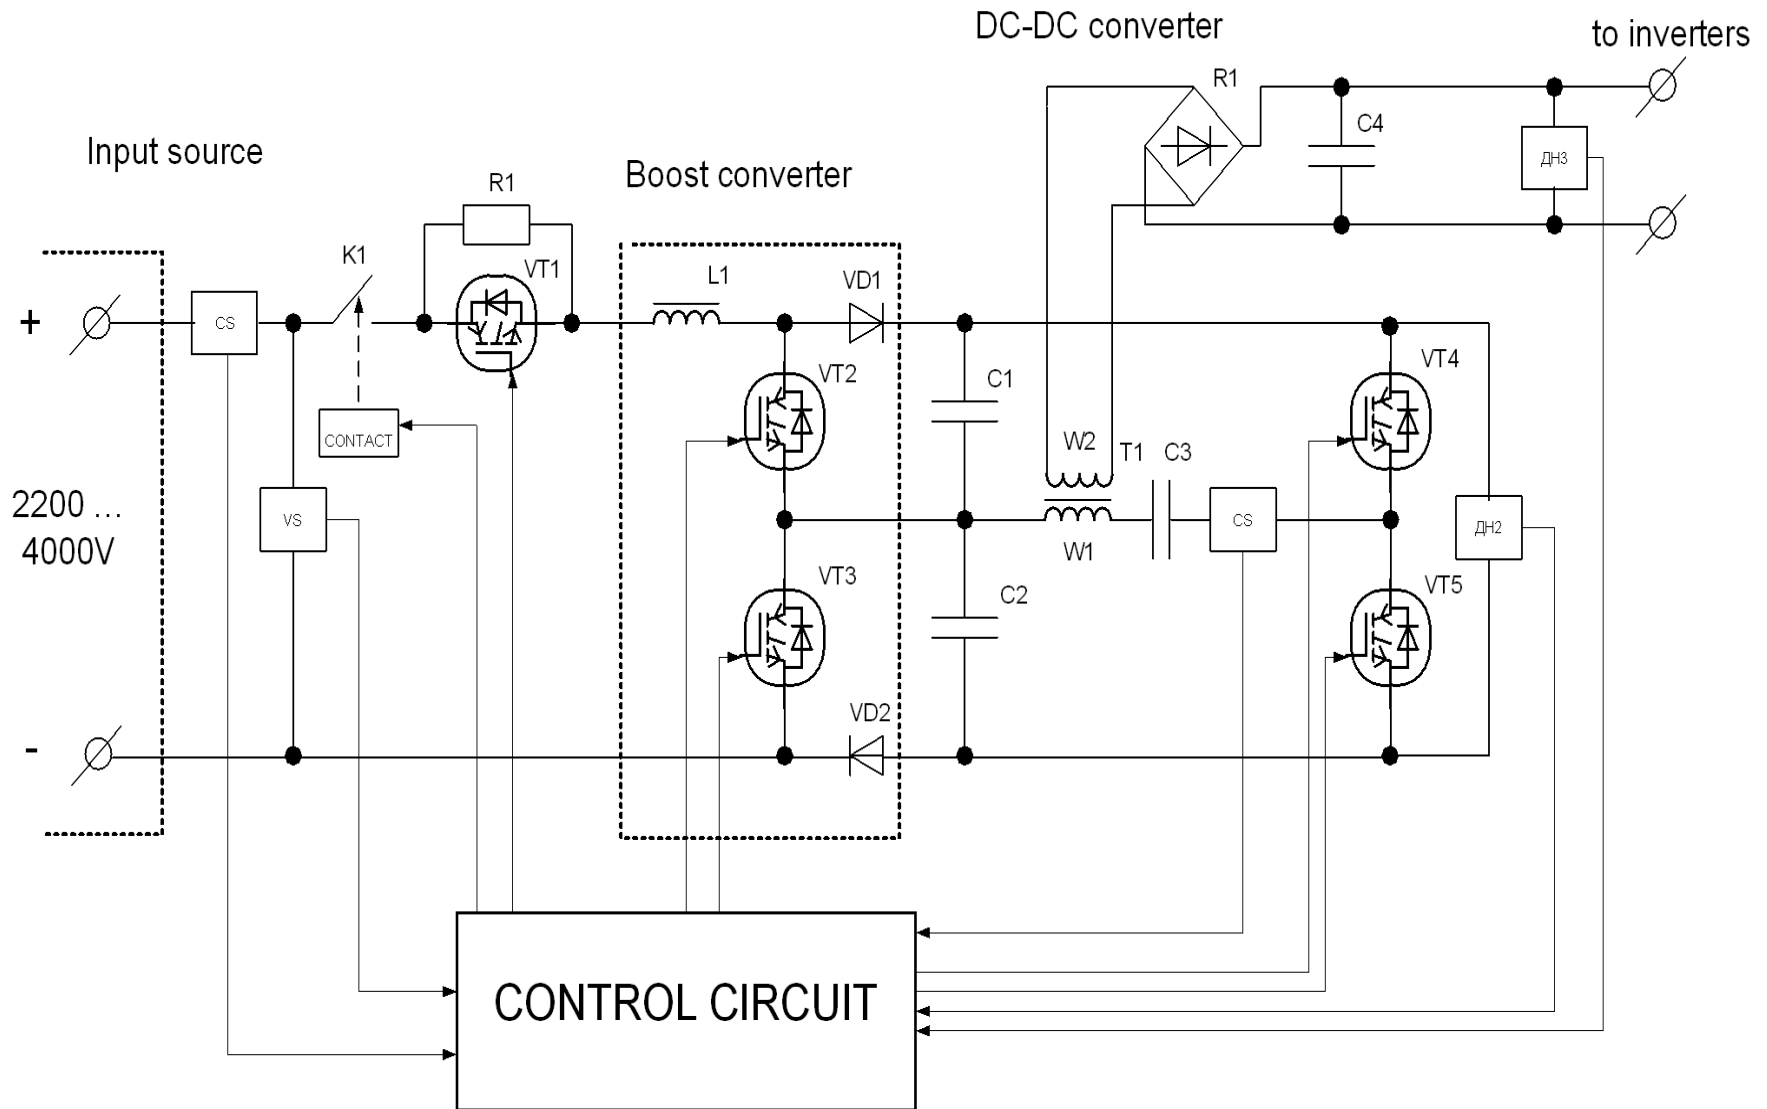 DC-DC converter
to inverters
R1
C4
ДН3
Input source
Boost converter
R1
K1
VT1
L1
VD1
+
CS
VT2
C1
VT4
CONTACT
W2
T1
C3
2200 ...
4000V
VS
CS
ДН2
W1
VT3
C2
VT5
VD2
-
CONTROL CIRCUIT